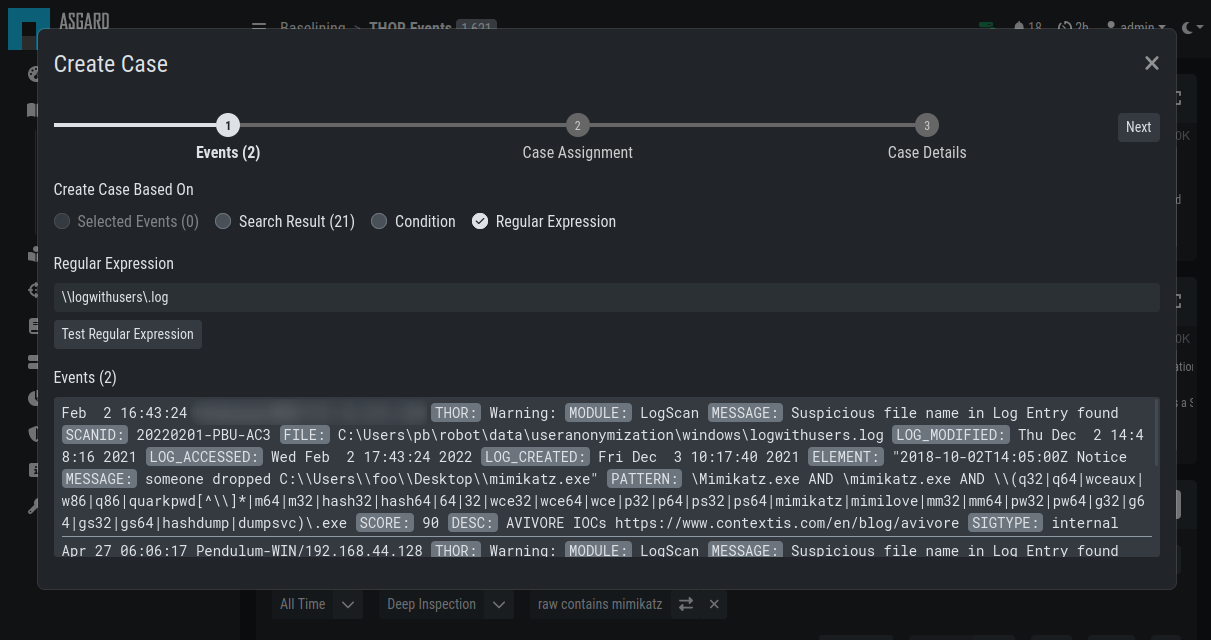 ASGARD
Baselining > THOR Events 1,621
18 2h admin
Create Case
1 2 3 Next
Events (2) Case Assignment Case Details
Create Case Based On
Selected Events (0) Search Result (21) Condition Regular Expression
Regular Expression
\\logwithusers\.log
Test Regular Expression
Events (2)
Feb  2 16:43:24 THOR: Warning: MODULE: LogScan MESSAGE: Suspicious file name in Log Entry found
SCANID: 20220201-PBU-AC3 FILE: C:\Users\pb\robot\data\useranonymization\windows\logwithusers.log LOG_MODIFIED: Thu Dec  2 14:4
8:16 2021 LOG_ACCESSED: Wed Feb  2 17:43:24 2022 LOG_CREATED: Fri Dec  3 10:17:40 2021 ELEMENT: "2018-10-02T14:05:00Z Notice
MESSAGE: someone dropped C:\\Users\\foo\\Desktop\\mimikatz.exe" PATTERN: \Mimikatz.exe AND \mimikatz.exe AND \\(q32|q64|wceaux|
w86|q86|quarkpwd[^\\]*|m64|m32|hash32|hash64|64|32|wce32|wce64|wce|p32|p64|ps32|ps64|mimikatz|mimilove|mm32|mm64|pw32|pw64|g32|g6
4|gs32|gs64|hashdump|dumpsvc)\.exe SCORE: 90 DESC: AVIVORE IOCs https://www.contextis.com/en/blog/avivore SIGTYPE: internal
Apr 27 06:06:17 Pendulum-WIN/192.168.44.128 THOR: Warning: MODULE: LogScan MESSAGE: Suspicious file name in Log Entry found
All Time Deep Inspection raw contains mimikatz